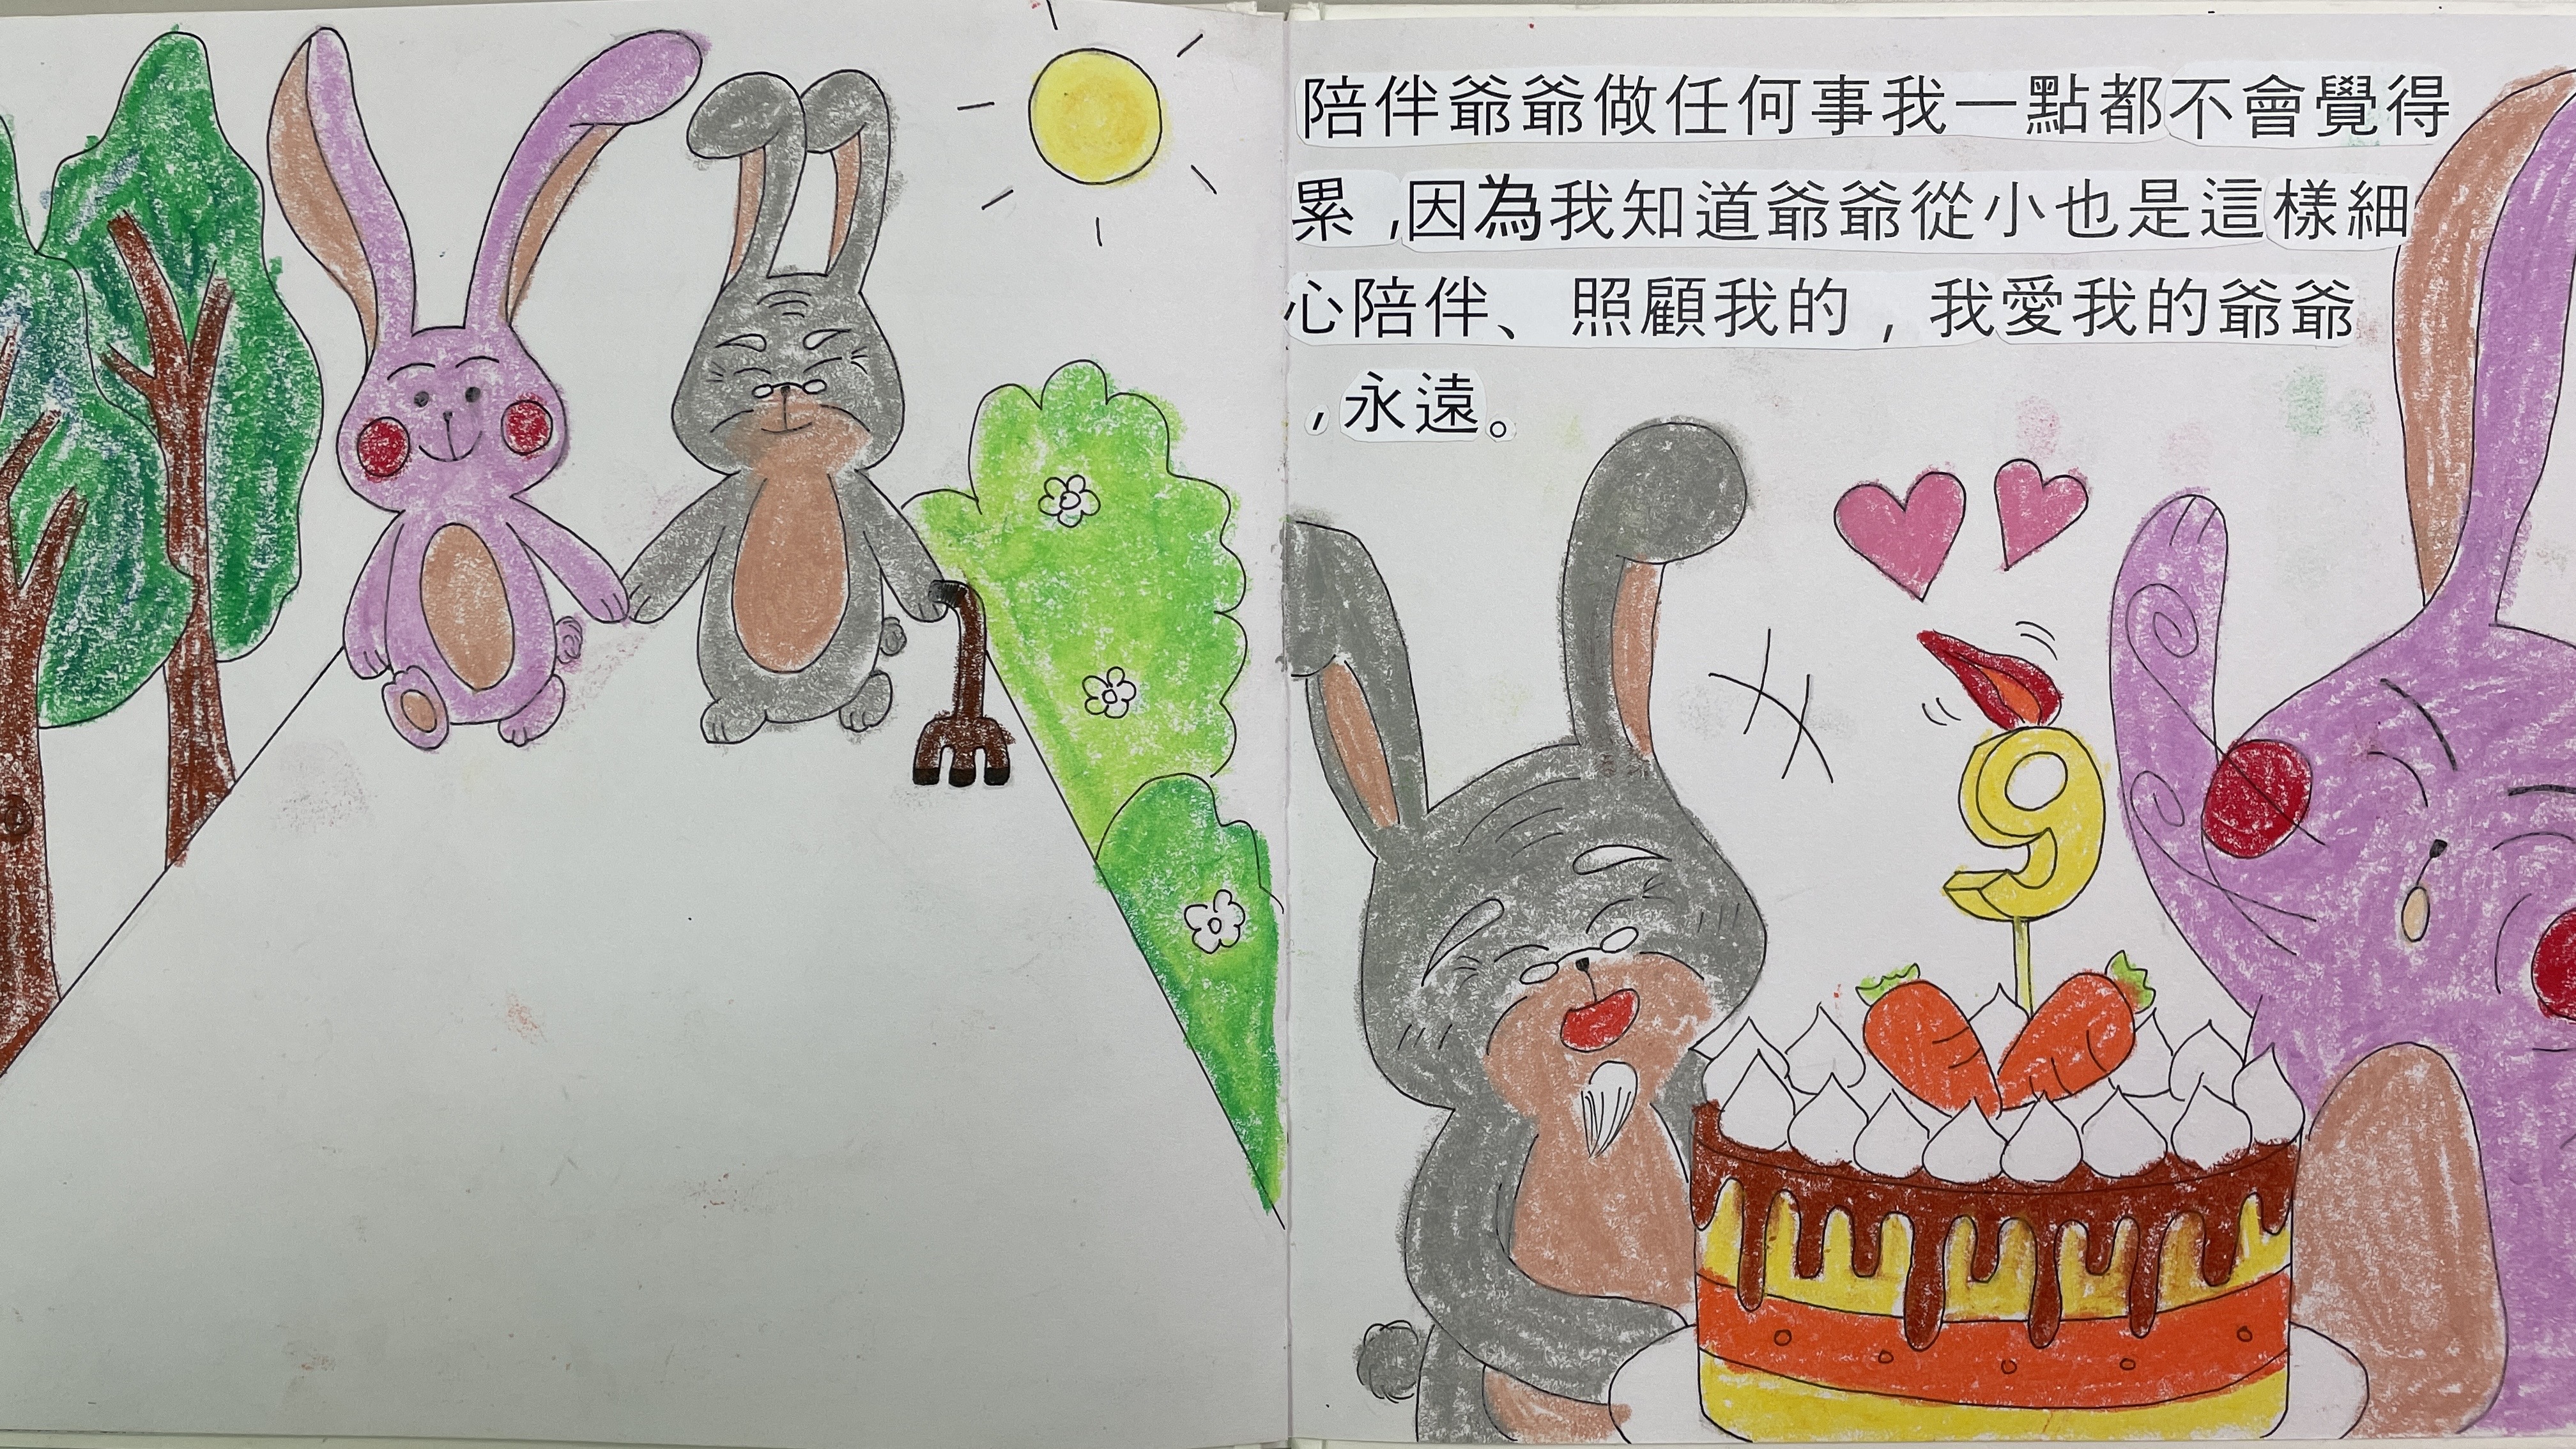 陪伴爺爺做任何事我一點都不會覺得
累，因為我知道爺爺從小也是這樣細
心陪伴、照顧我的，我愛我的爺爺
，永遠。
9